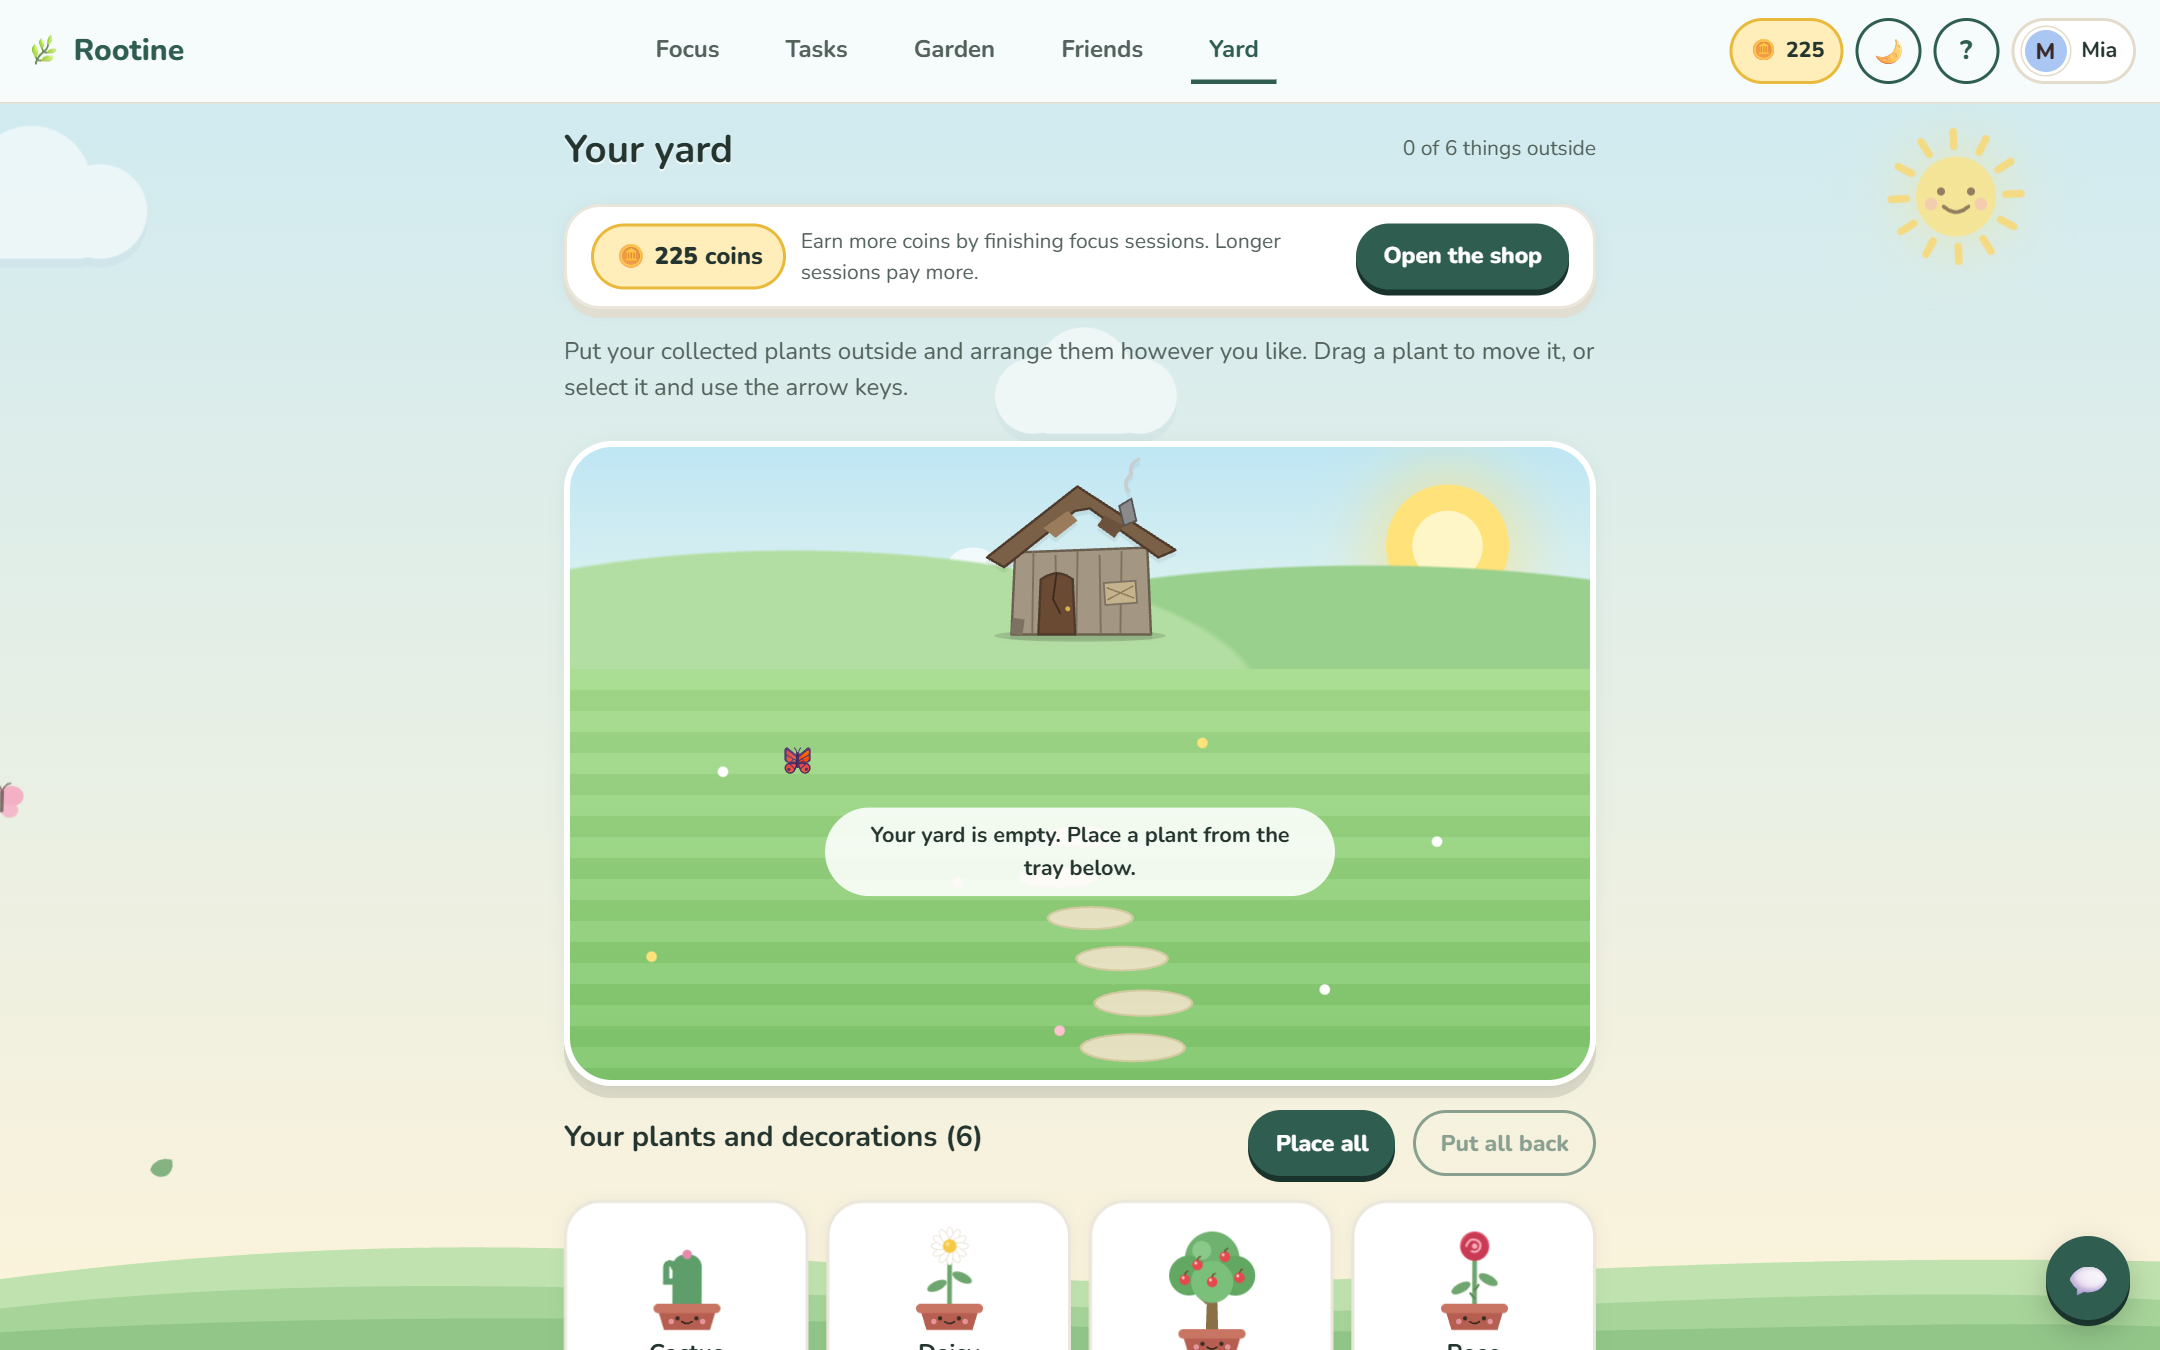 Rootine
Focus
Tasks
Garden
Friends
Yard
225
?
M
Mia
Your yard
0 of 6 things outside
225 coins
Earn more coins by finishing focus sessions. Longer
sessions pay more.
Open the shop
Put your collected plants outside and arrange them however you like. Drag a plant to move it, or
select it and use the arrow keys.
Your yard is empty. Place a plant from the
tray below.
Your plants and decorations (6)
Place all
Put all back
Cactus
Daisy
Rose